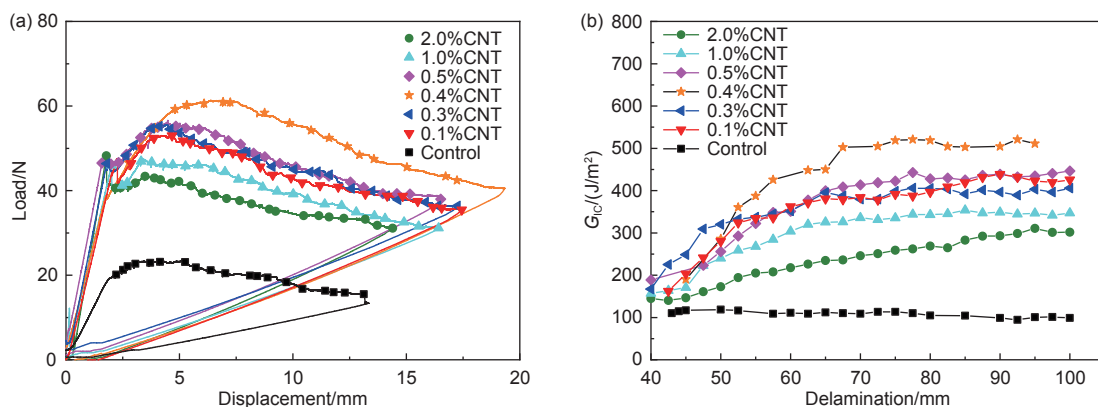 (a)
80
60
40
20
0
Load/N
0 5 10 15 20
Displacement/mm
2.0%CNT
1.0%CNT
0.5%CNT
0.4%CNT
0.3%CNT
0.1%CNT
Control
(b)
800
700
600
500
400
300
200
100
0
GIC/(J/m²)
40 50 60 70 80 90 100
Delamination/mm
2.0%CNT
1.0%CNT
0.5%CNT
0.4%CNT
0.3%CNT
0.1%CNT
Control